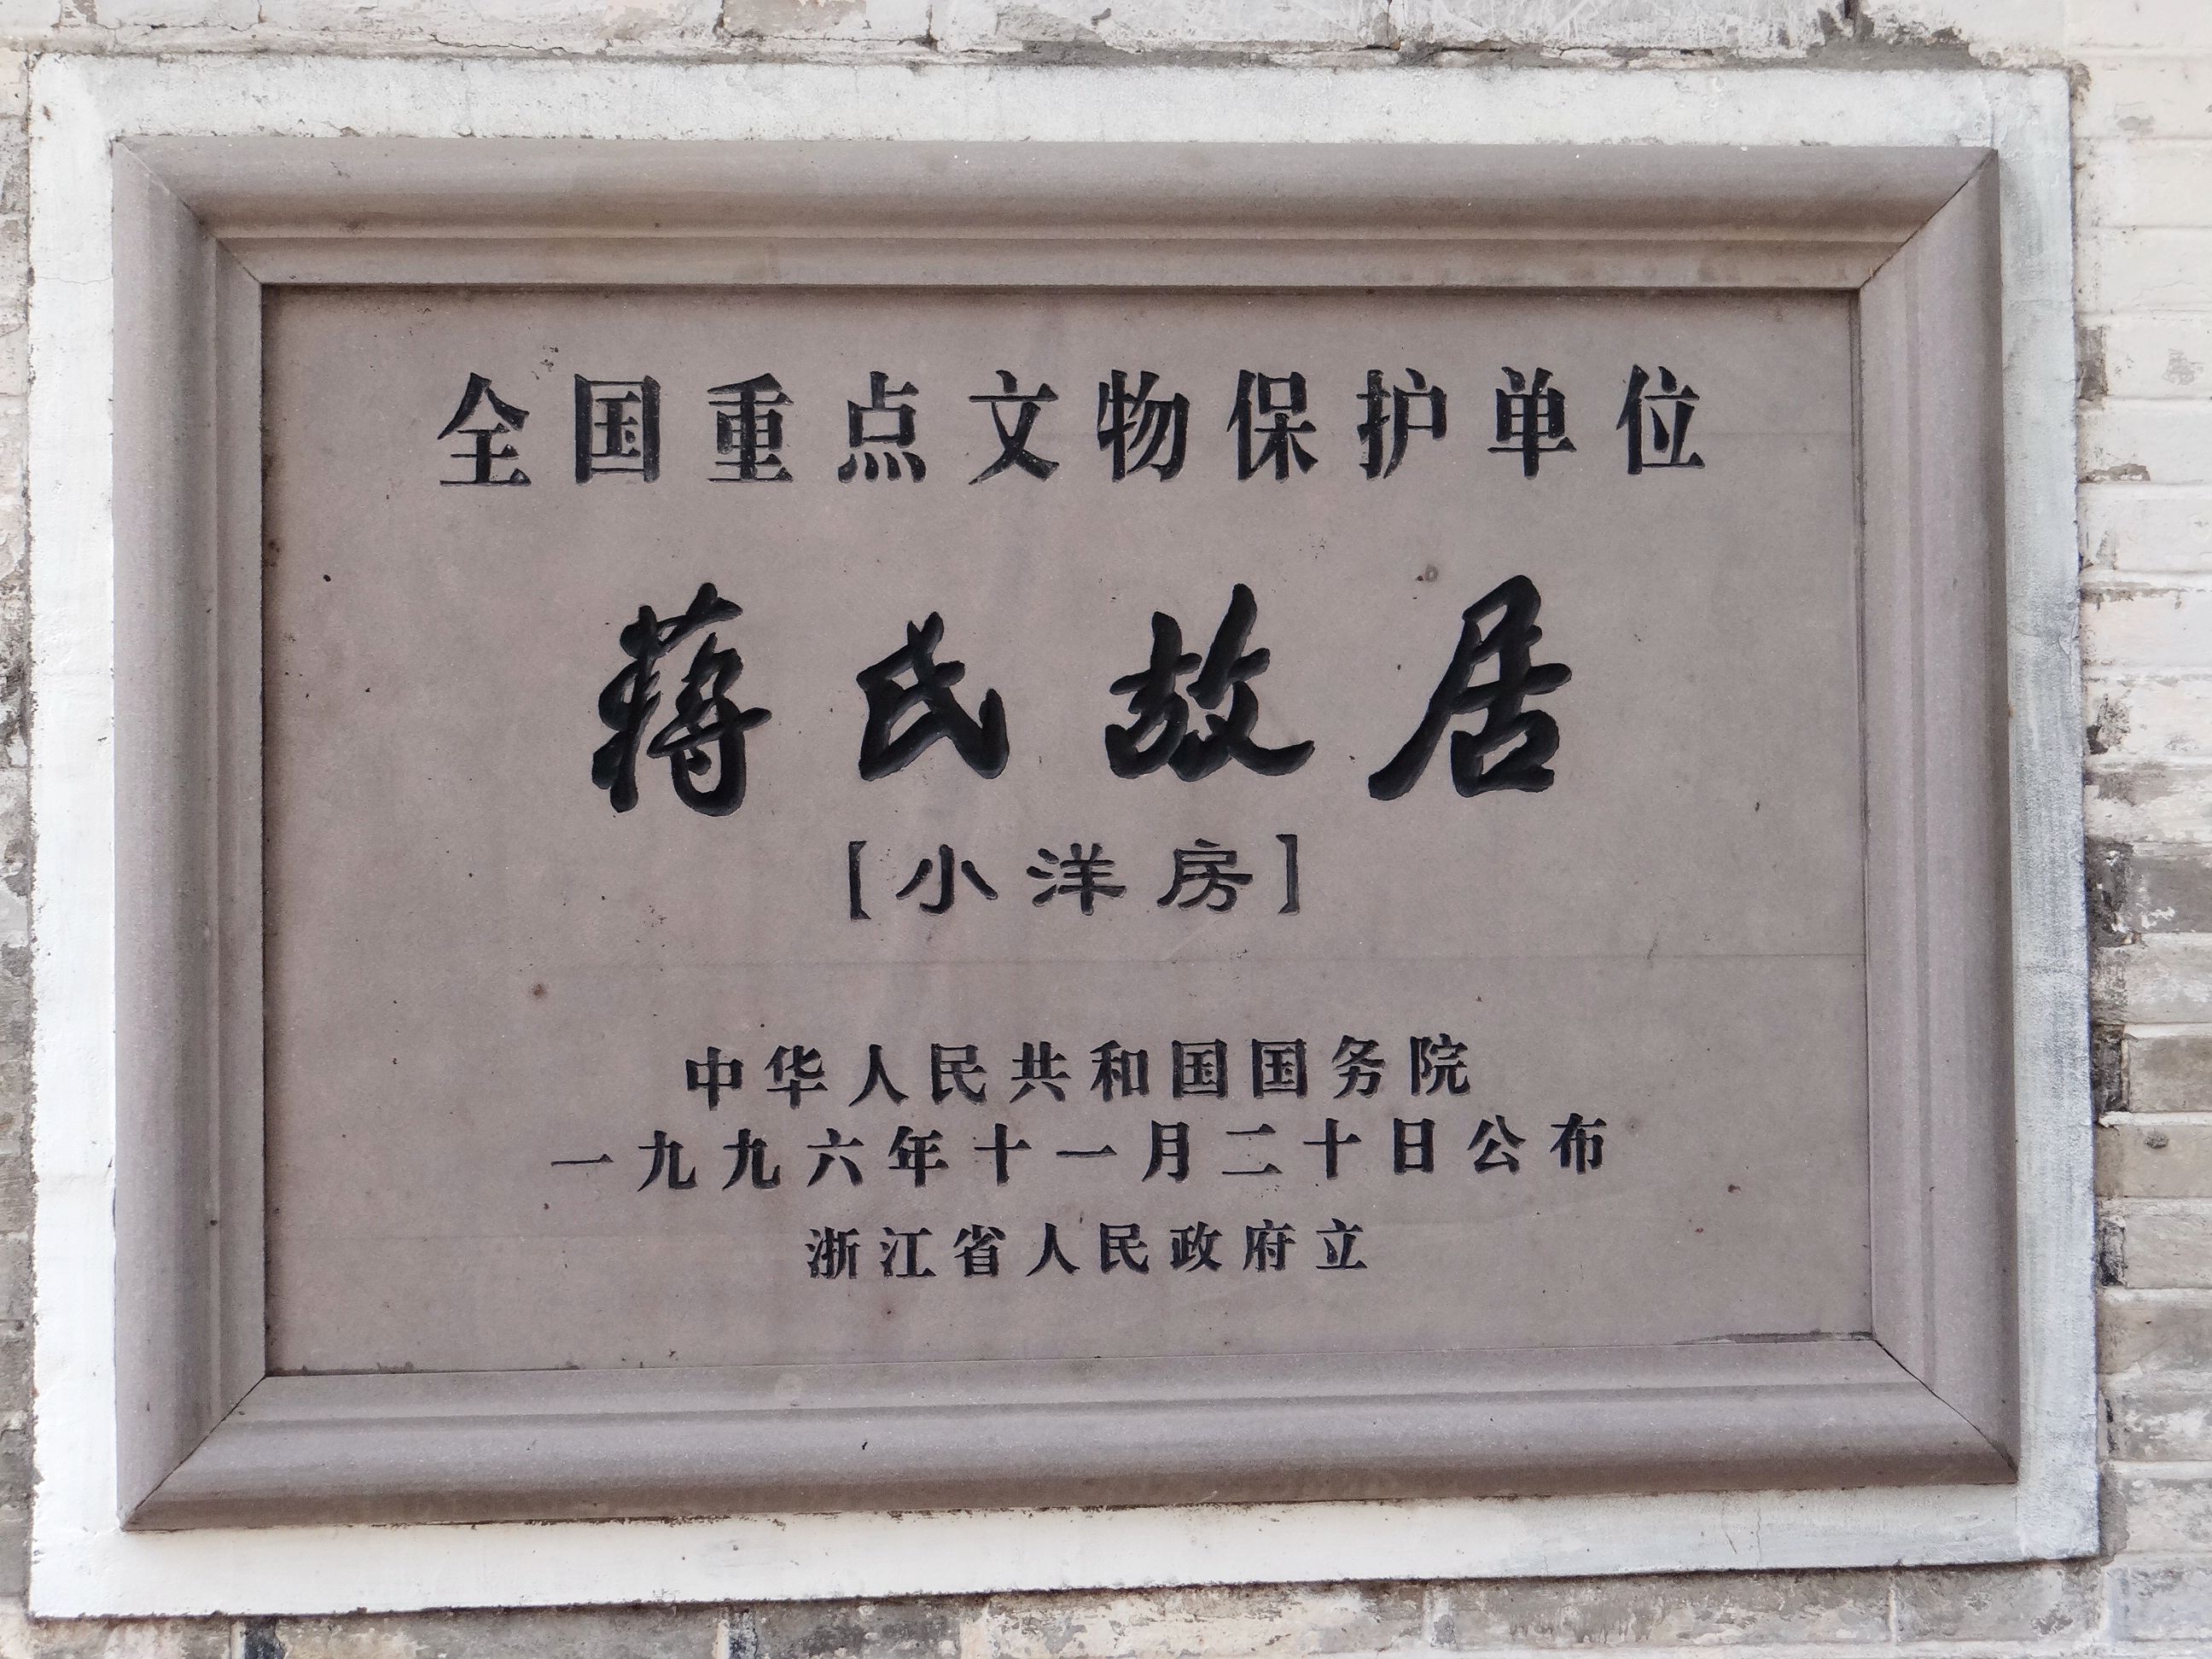 全国重点文物保护单位
蒋氏故居
[小洋房]
中华人民共和国国务院
一九九六年十一月二十日公布
浙江省人民政府立